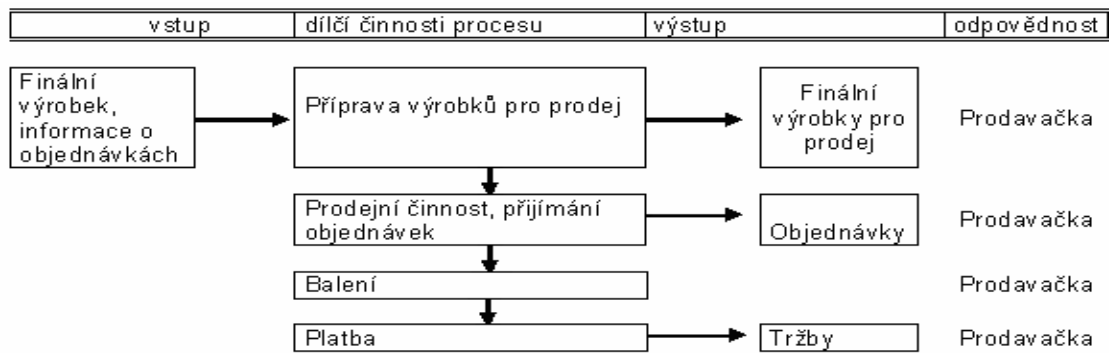 vstup dílčí činnosti procesu výstup odpovědnost
Finální
výrobek,
informace o
objednávkách
Příprava výrobků pro prodej
Finální
výrobky pro
prodej
Prodavačka
Prodejní činnost, přijímání
objednávek
Objednávky
Prodavačka
Balení
Prodavačka
Platba
Tržby
Prodavačka